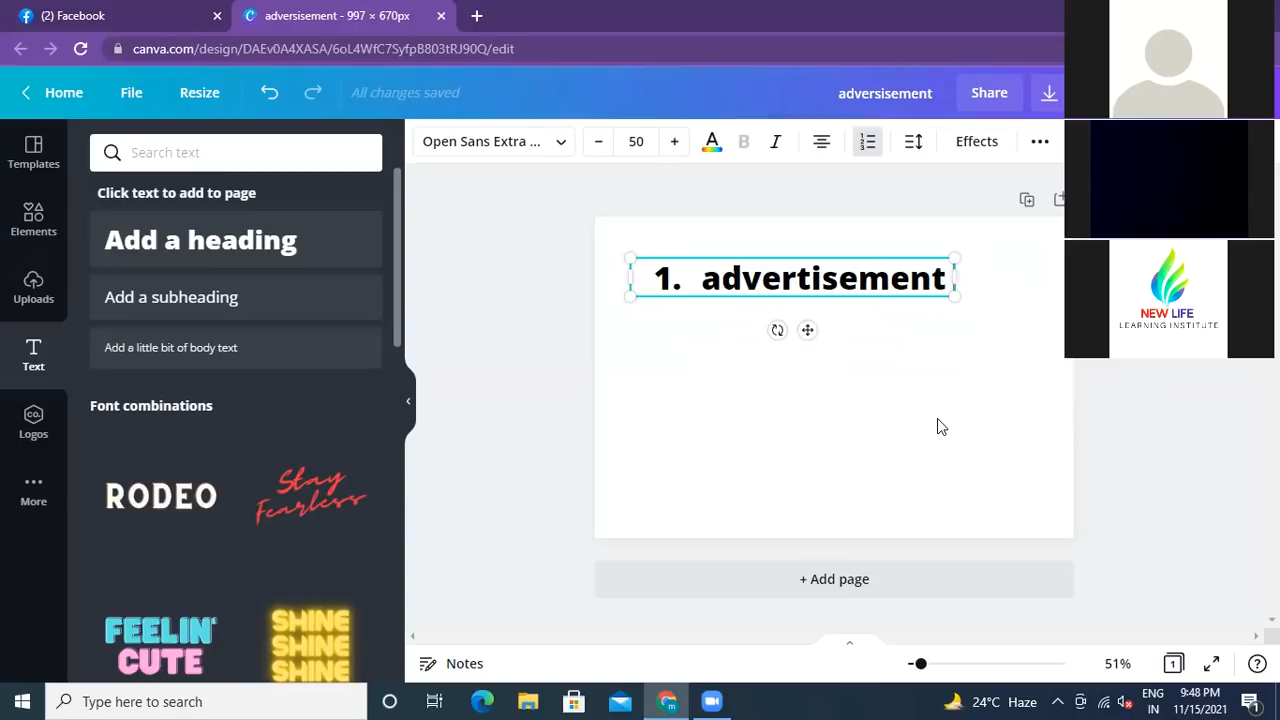 (2) Facebook
adversisement - 997 × 670px
canva.com/design/DAEv0A4XASA/6oL4WfC7SyfpB803tRJ90Q/edit
Home
File
Resize
All changes saved
adversisement
Share
Templates
Elements
Uploads
Text
Logos
More
Search text
Click text to add to page
Add a heading
Add a subheading
Add a little bit of body text
Font combinations
RODEO
Stay
Fearless
FEELIN'
CUTE
SHINE
SHINE
SHINE
Open Sans Extra ...
50
A
B
I
Effects
1. advertisement
+ Add page
Notes
51%
1
NEW LIFE
LEARNING INSTITUTE
Type here to search
24°C Haze
ENG
IN
9:48 PM
11/15/2021
1